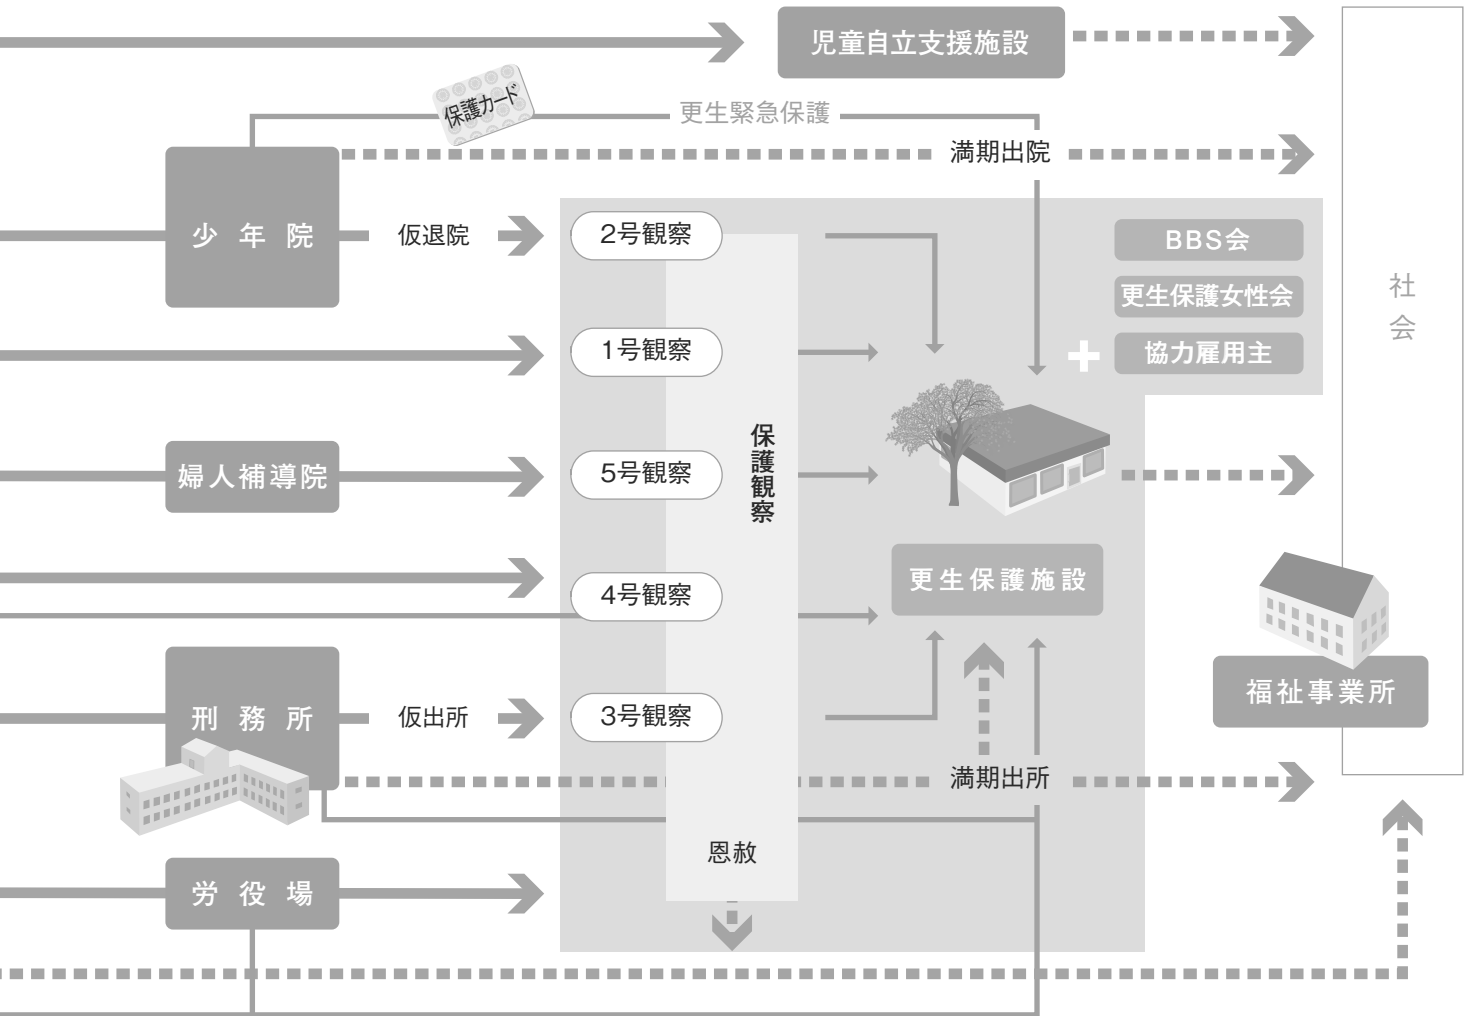 児童自立支援施設
保護カード
更生緊急保護
満期出院
少年院
仮退院
2号観察
BBS会
更生保護女性会
協力雇用主
社会
1号観察
保護観察
婦人補導院
5号観察
4号観察
更生保護施設
福祉事業所
刑務所
仮出所
3号観察
満期出所
恩赦
労役場